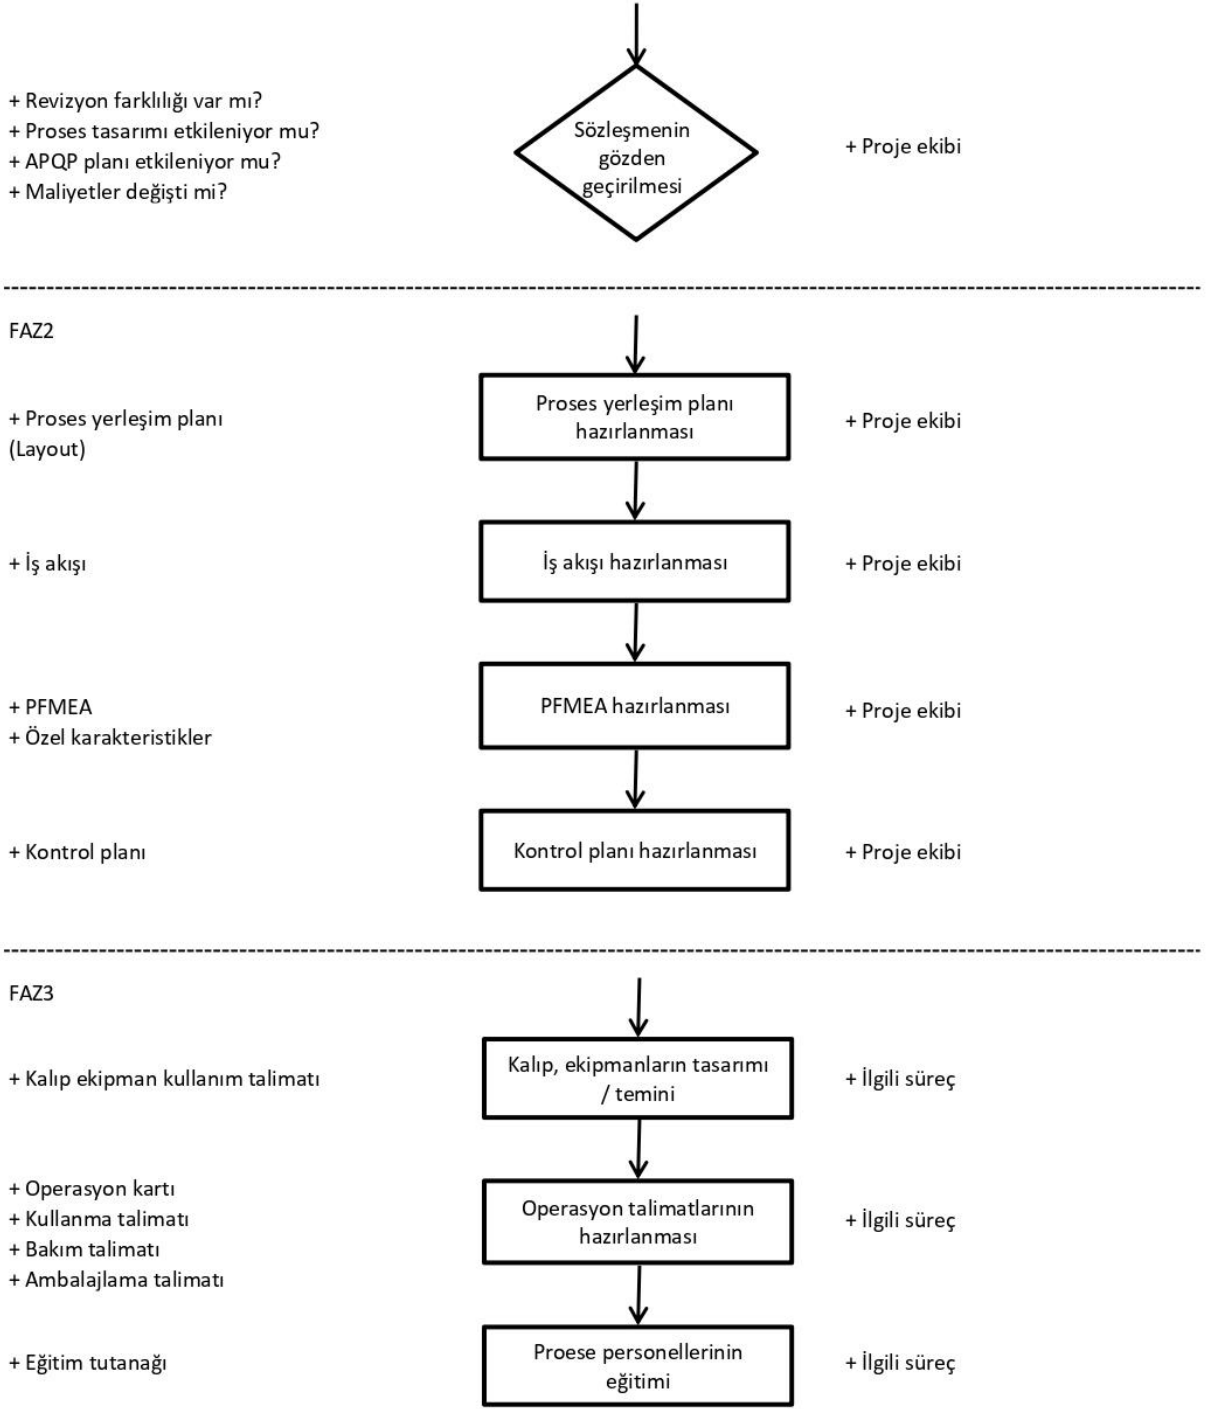 + Revizyon farklılığı var mı?
+ Proses tasarımı etkileniyor mu?
+ APQP planı etkileniyor mu?
+ Maliyetler değişti mi?
Sözleşmenin
gözden
geçirilmesi
+ Proje ekibi
FAZ2
+ Proses yerleşim planı
(Layout)
Proses yerleşim planı
hazırlanması
+ Proje ekibi
+ İş akışı
İş akışı hazırlanması
+ Proje ekibi
+ PFMEA
+ Özel karakteristikler
PFMEA hazırlanması
+ Proje ekibi
+ Kontrol planı
Kontrol planı hazırlanması
+ Proje ekibi
FAZ3
+ Kalıp ekipman kullanım talimatı
Kalıp, ekipmanların tasarımı
/ temini
+ İlgili süreç
+ Operasyon kartı
+ Kullanma talimatı
+ Bakım talimatı
+ Ambalajlama talimatı
Operasyon talimatlarının
hazırlanması
+ İlgili süreç
+ Eğitim tutanağı
Proese personellerinin
eğitimi
+ İlgili süreç